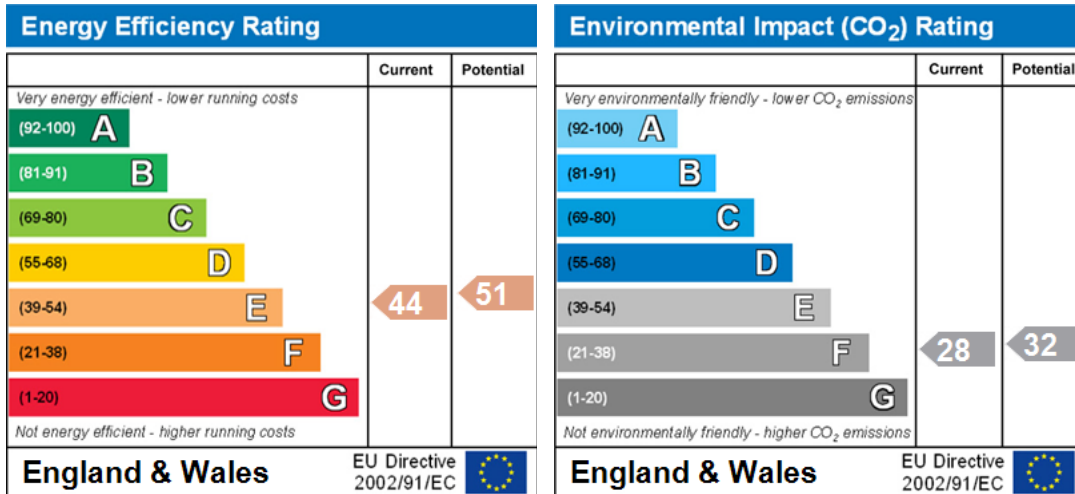 Energy Efficiency Rating
Current Potential
Very energy efficient - lower running costs
(92-100) A
(81-91) B
(69-80) C
(55-68) D
(39-54) E
44
51
(21-38) F
(1-20) G
Not energy efficient - higher running costs
England & Wales
EU Directive
2002/91/EC
Environmental Impact (CO₂) Rating
Current Potential
Very environmentally friendly - lower CO₂ emissions
(92-100) A
(81-91) B
(69-80) C
(55-68) D
(39-54) E
(21-38) F
28
32
(1-20) G
Not environmentally friendly - higher CO₂ emissions
England & Wales
EU Directive
2002/91/EC